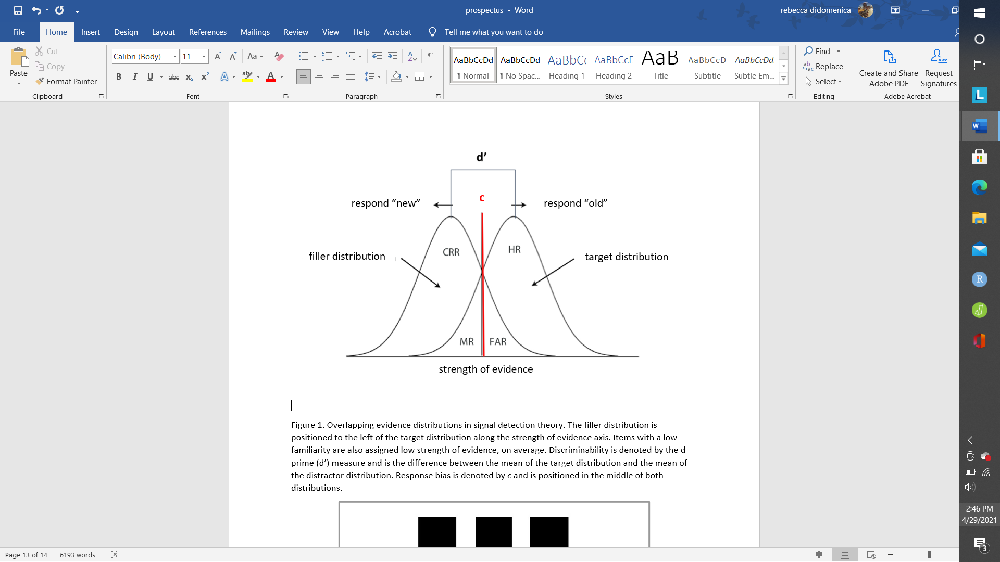 prospectus - Word
rebecca didomenica
File Home Insert Design Layout References Mailings Review View Help Acrobat Tell me what you want to do
Paste
Cut
Copy
Format Painter
Clipboard
Calibri (Body) 11
Aa
B I U abc x₂ x² A ab A
Font
Paragraph
AaBbCcDd AaBbCcDd AaBbC AaBbCcD AaB AaBbCcD AaBbCcDd
¶ Normal ¶ No Spac... Heading 1 Heading 2 Title Subtitle Subtle Em...
Styles
Find
Replace
Select
Editing
Create and Share Adobe PDF
Request Signatures
Adobe Acrobat
d’
c
respond “new”
respond “old”
CRR
HR
filler distribution
target distribution
MR
FAR
strength of evidence
Figure 1. Overlapping evidence distributions in signal detection theory. The filler distribution is
positioned to the left of the target distribution along the strength of evidence axis. Items with a low
familiarity are also assigned low strength of evidence, on average. Discriminability is denoted by the d
prime (d’) measure and is the difference between the mean of the target distribution and the mean of
the distractor distribution. Response bias is denoted by c and is positioned in the middle of both
distributions.
Page 13 of 14 6193 words
L
W
R
2:46 PM
4/29/2021
3